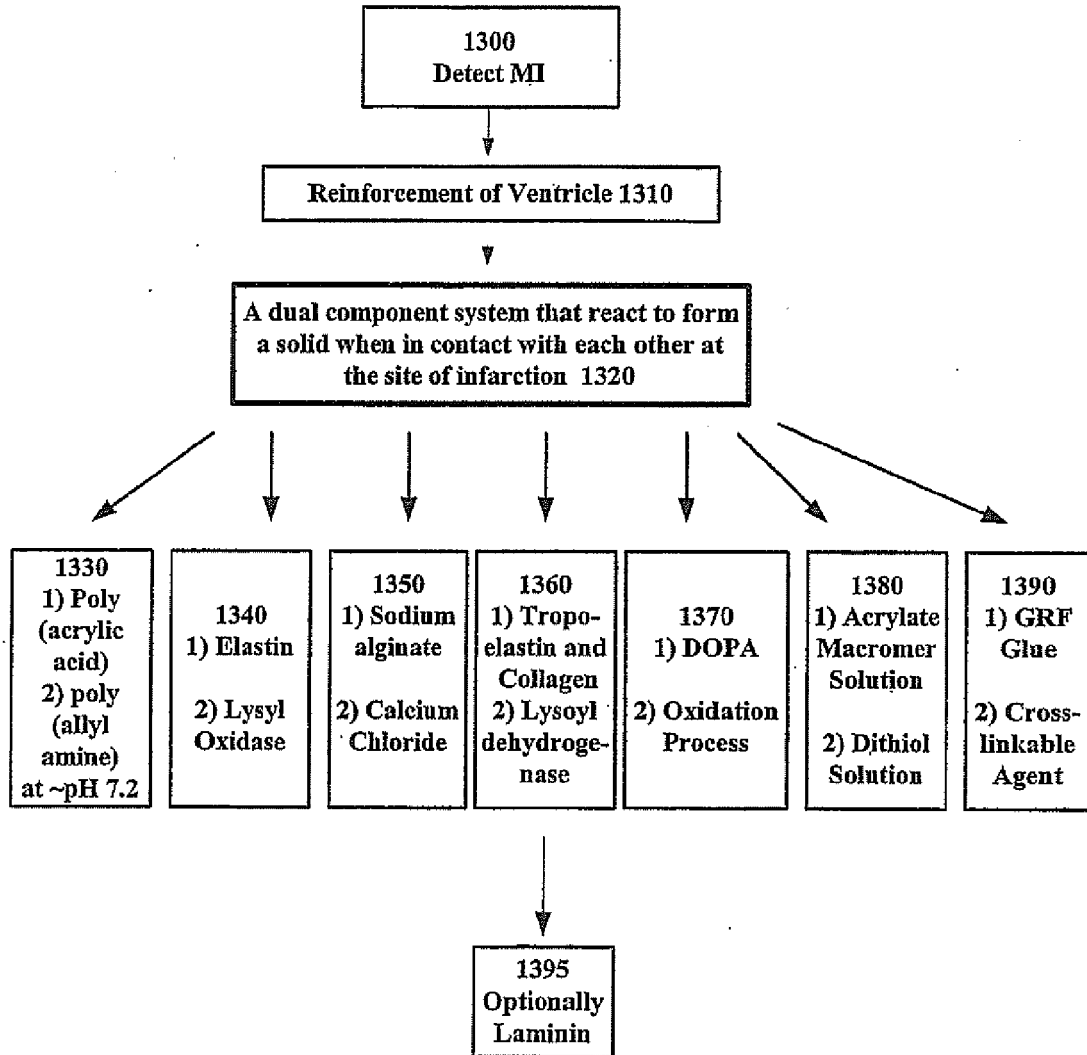 1300
Detect MI
Reinforcement of Ventricle 1310
A dual component system that react to form
a solid when in contact with each other at
the site of infarction 1320
1330
1) Poly
(acrylic
acid)
2) poly
(allyl
amine)
at ~pH 7.2
1340
1) Elastin
2) Lysyl
Oxidase
1350
1) Sodium
alginate
2) Calcium
Chloride
1360
1) Tropo-
elastin and
Collagen
2) Lysoyl
dehydroge-
nase
1370
1) DOPA
2) Oxidation
Process
1380
1) Acrylate
Macromer
Solution
2) Dithiol
Solution
1390
1) GRF
Glue
2) Cross-
linkable
Agent
1395
Optionally
Laminin